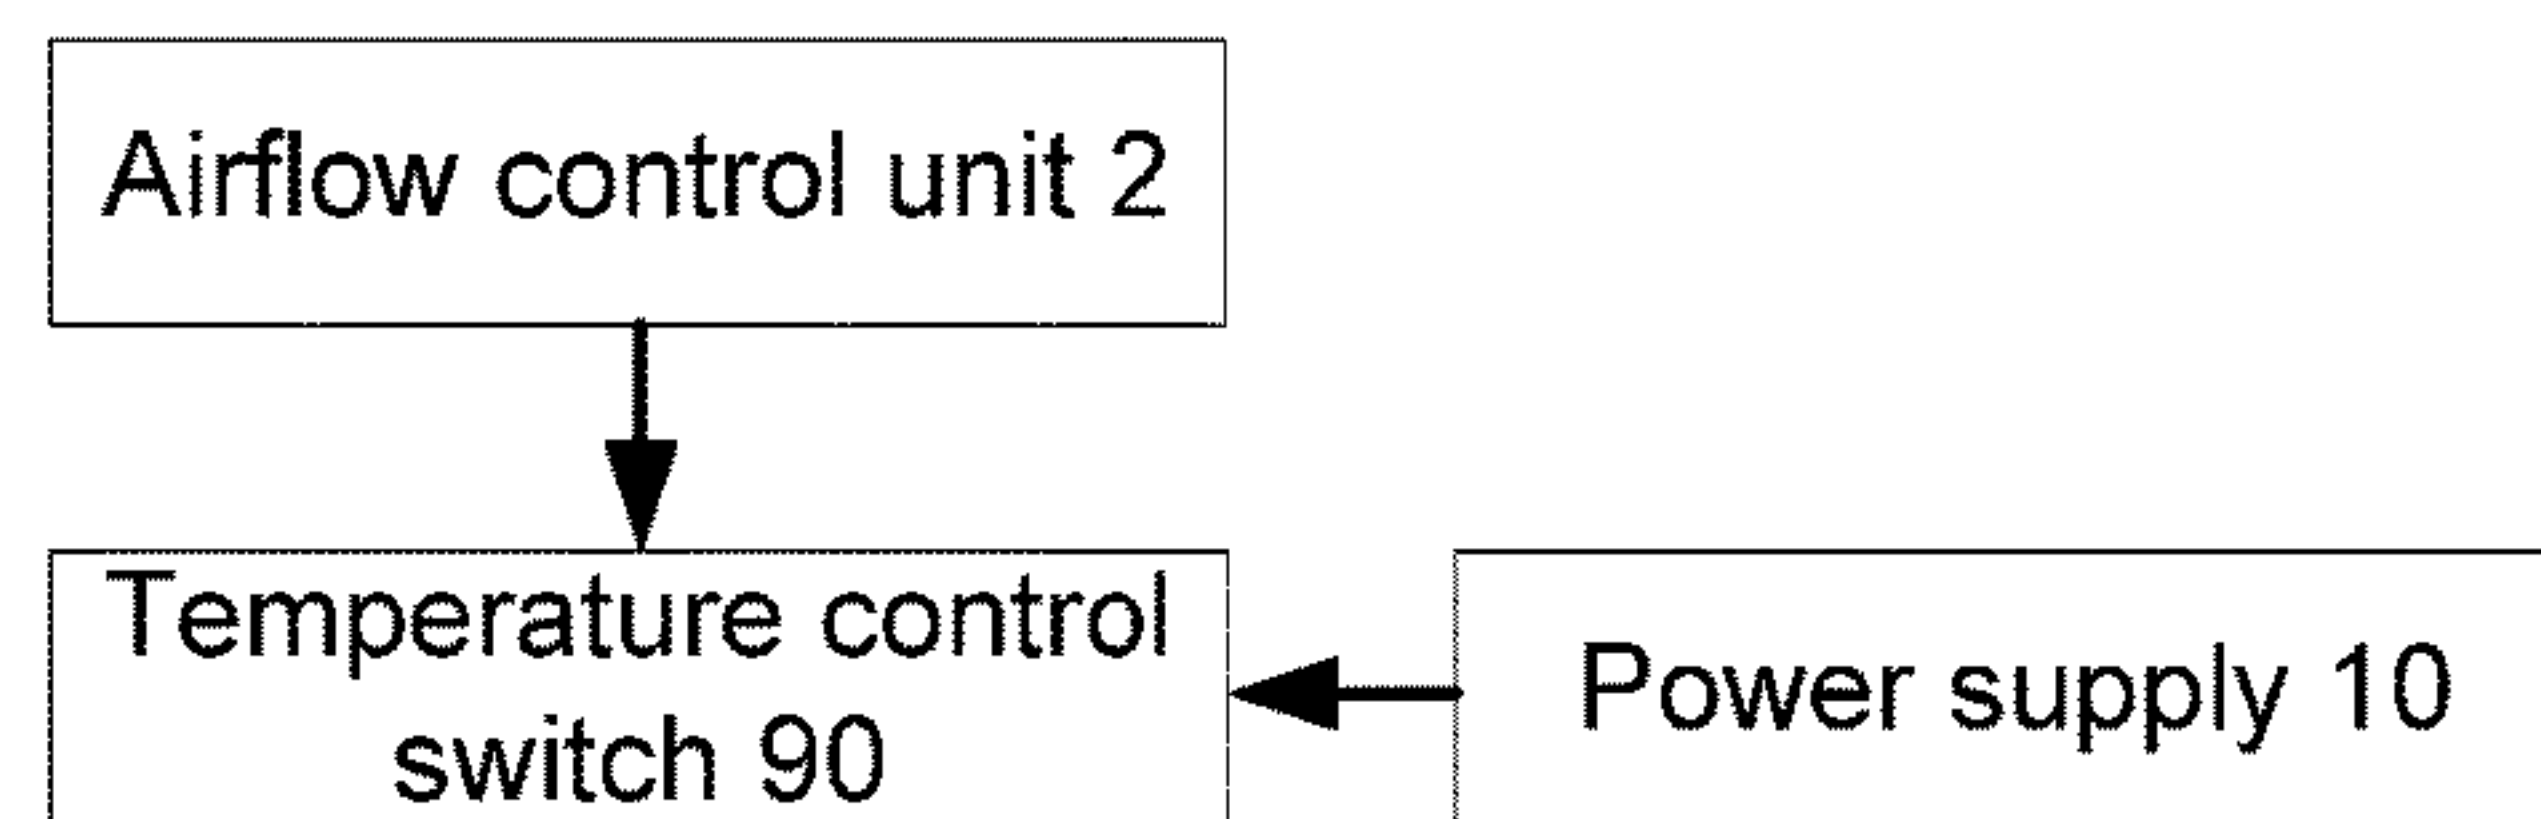 Airflow control unit 2
Temperature control
switch 90
Power supply 10